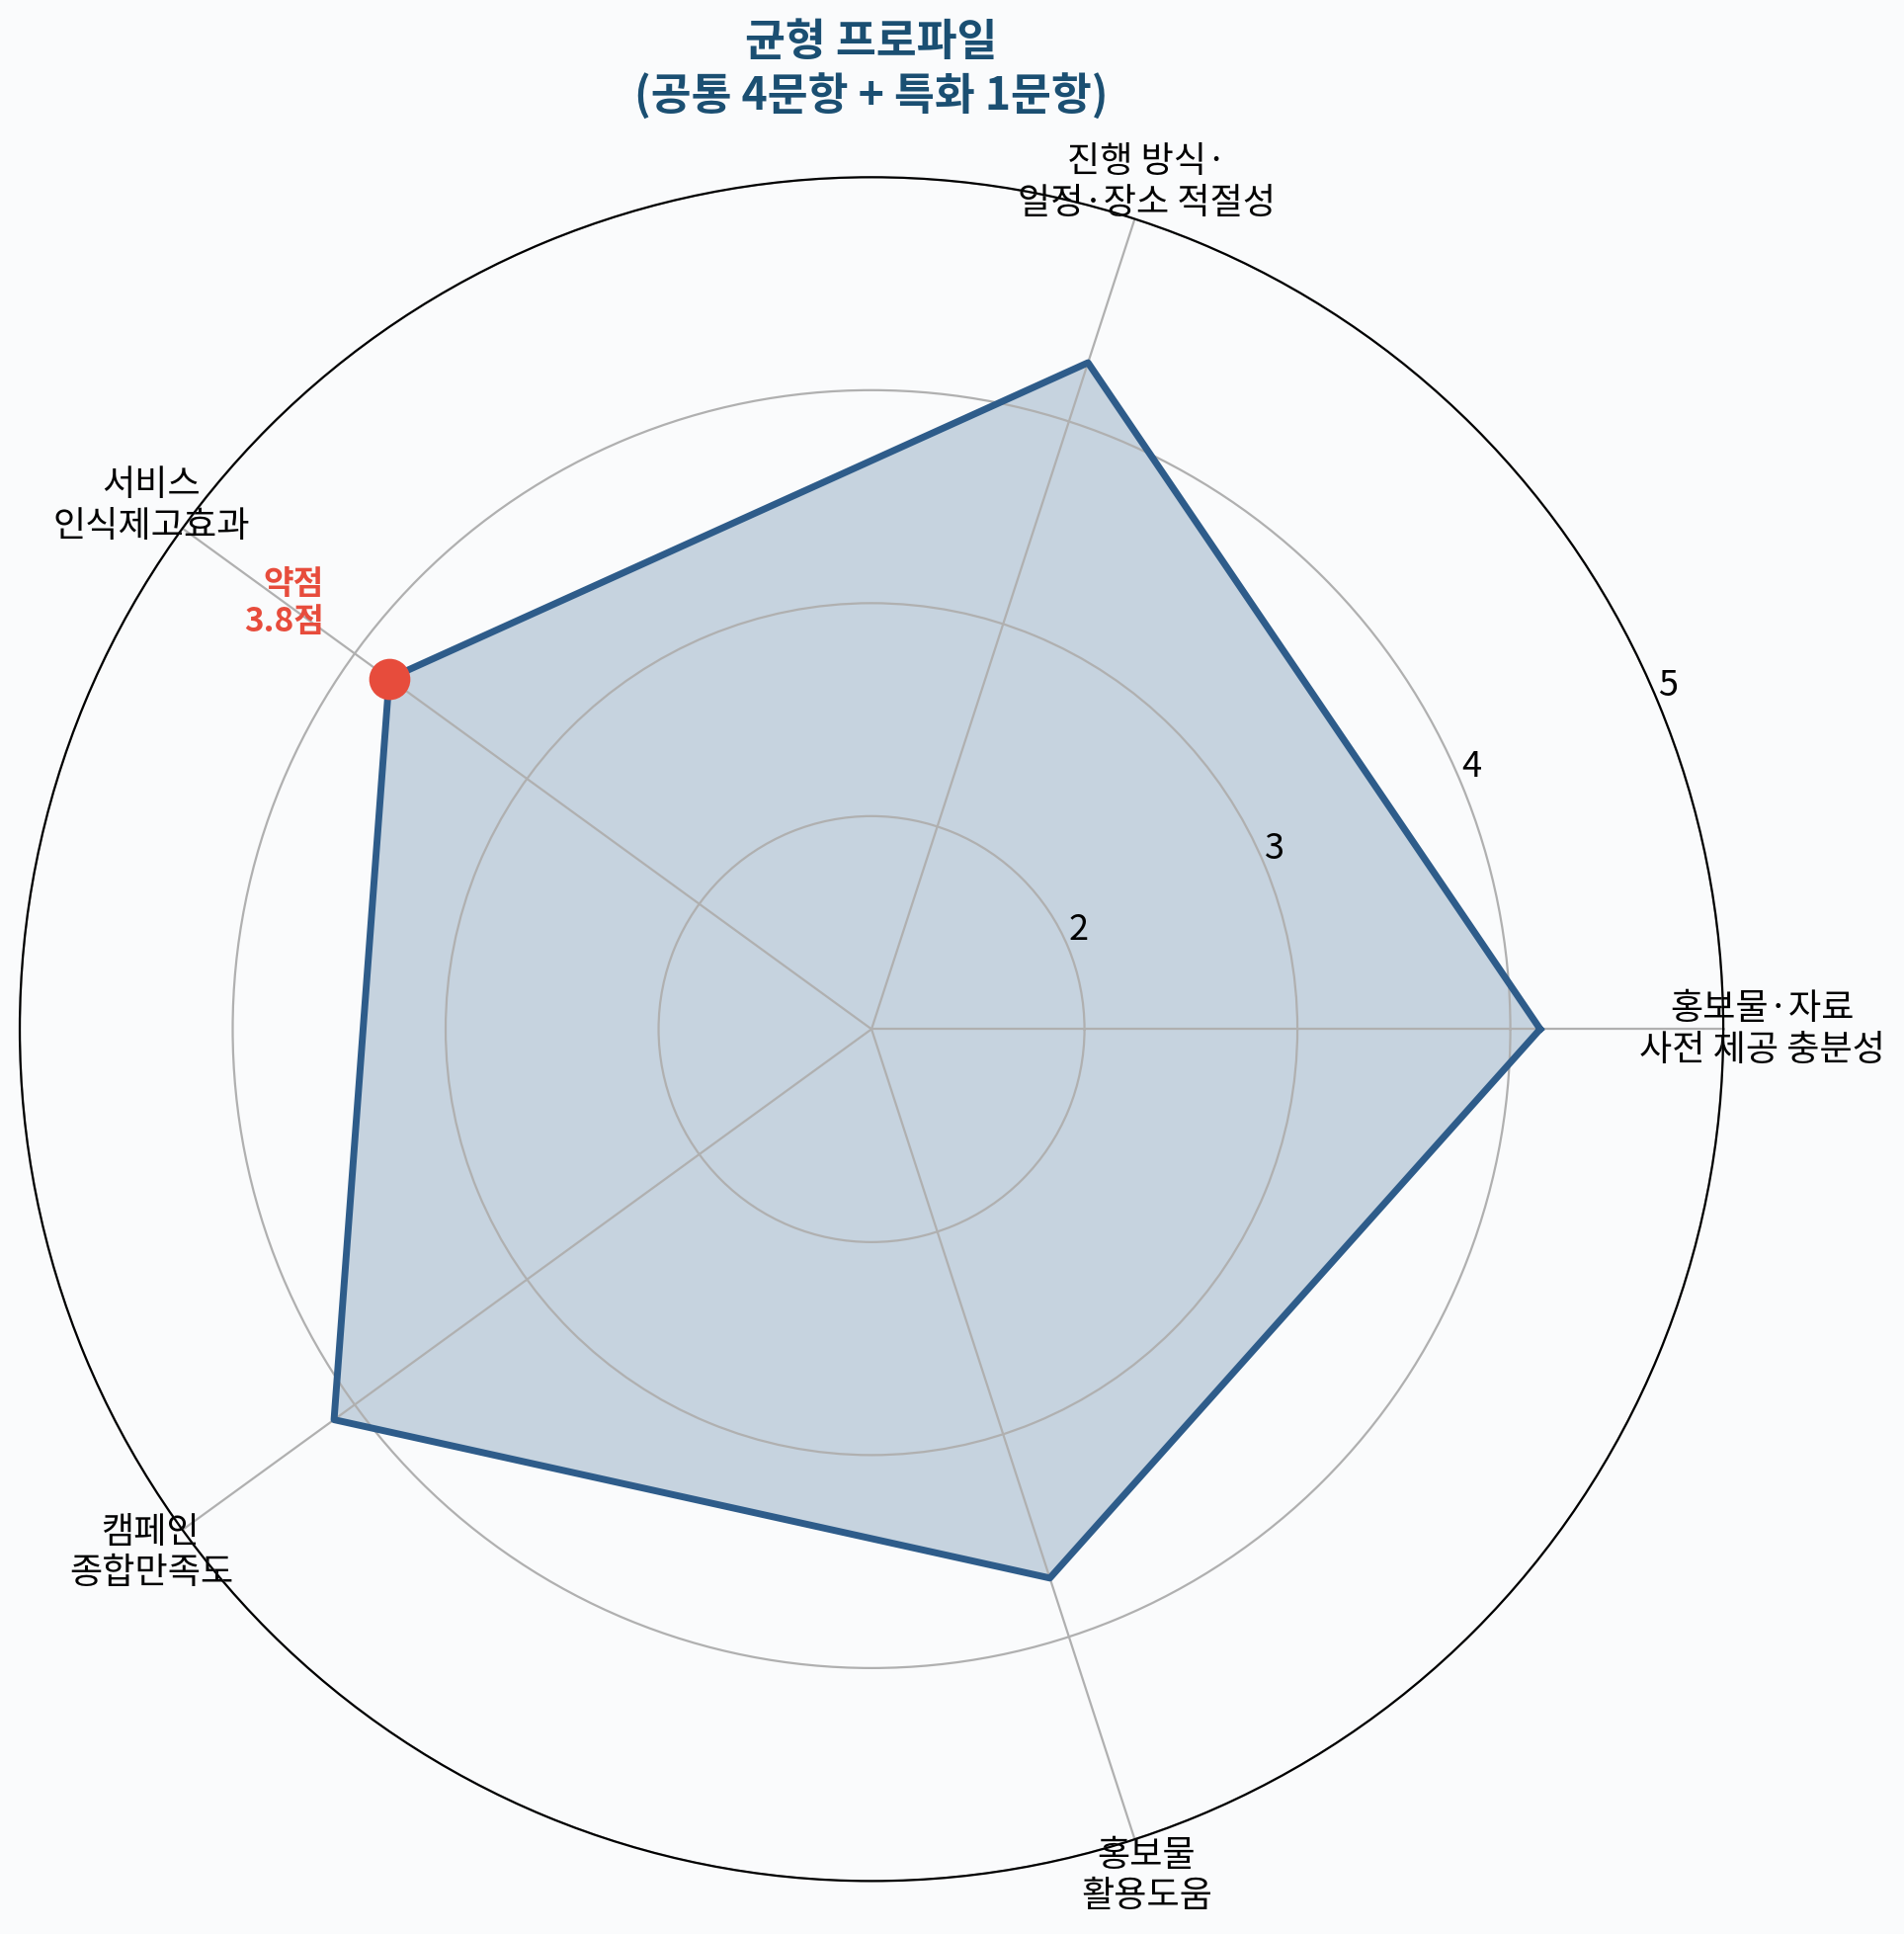 균형 프로파일
(공통 4문항 + 특화 1문항)
진행 방식·
일정·장소 적절성
서비스
인식제고효과
약점
3.8점
5
4
3
2
홍보물·자료
사전 제공 충분성
캠페인
종합만족도
홍보물
활용도움